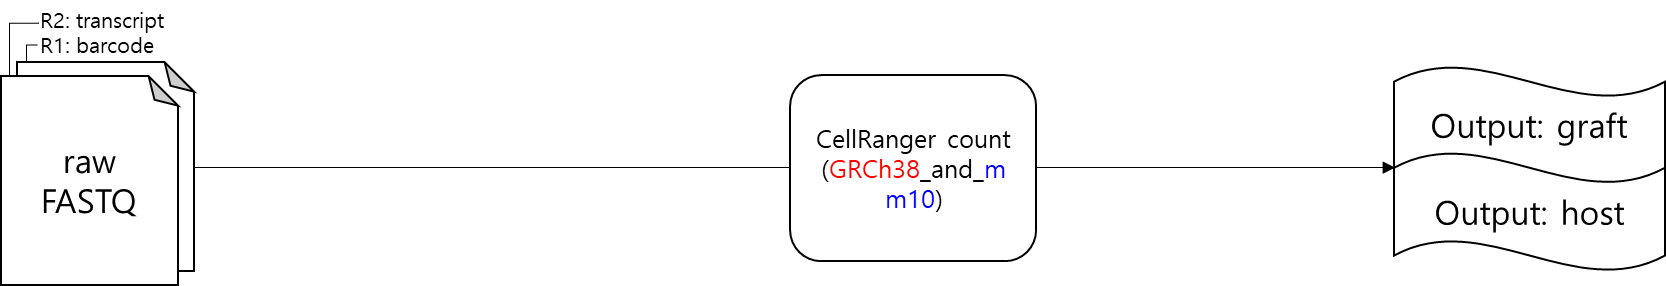 R2: transcript
R1: barcode
raw
FASTQ
CellRanger count
(GRCh38_and_m
m10)
Output: graft
Output: host